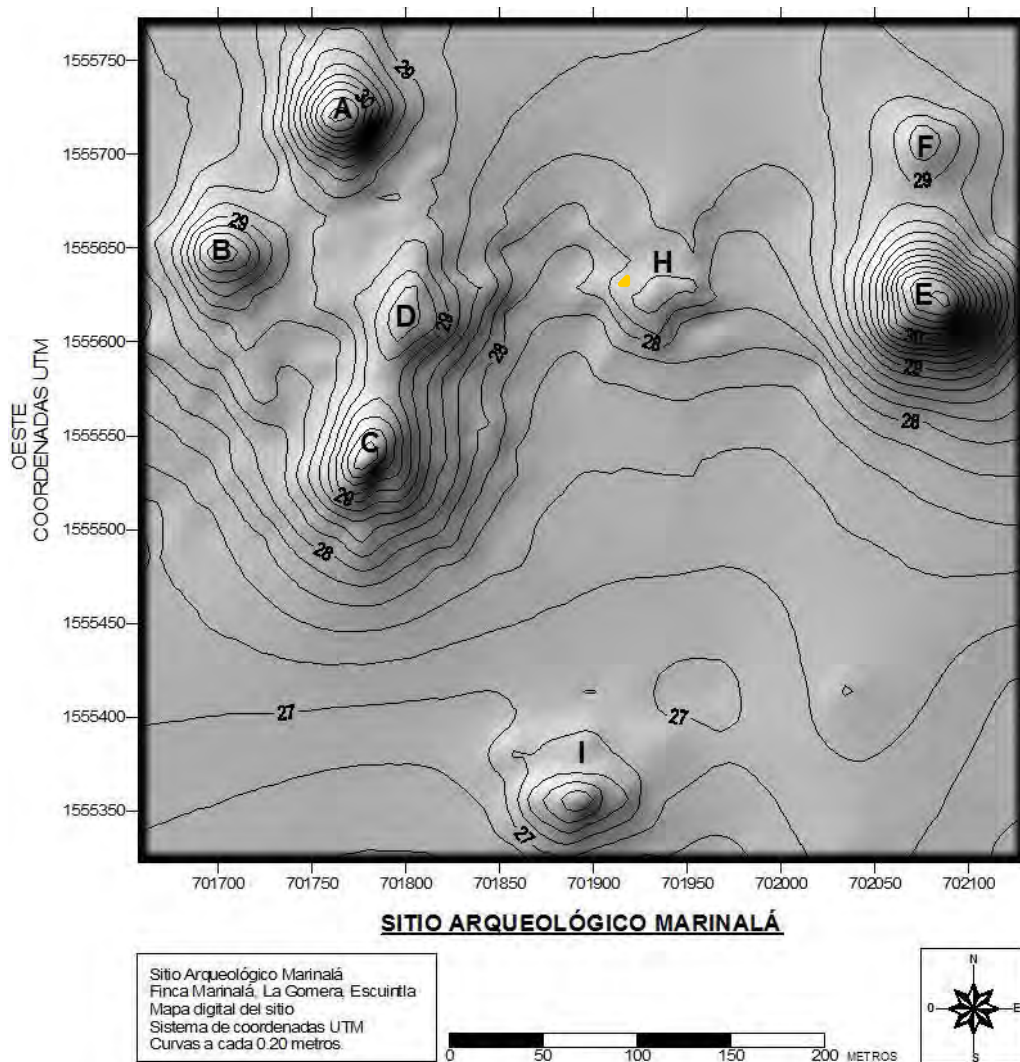 1555750
1555700
1555650
1555600
1555550
1555500
1555450
1555400
1555350
OESTE
COORDENADAS UTM
29
A
30
F
29
29
B
H
E
D
29
28
28
30
29
28
C
29
28
27
27
I
27
701700 701750 701800 701850 701900 701950 702000 702050 702100
SITIO ARQUEOLÓGICO MARINALÁ
Sitio Arqueológico Marinalá
Finca Marinalá, La Gomera, Escuintla
Mapa digital del sitio
Sistema de coordenadas UTM
Curvas a cada 0.20 metros.
0 50 100 150 200 METROS
N
O E
S